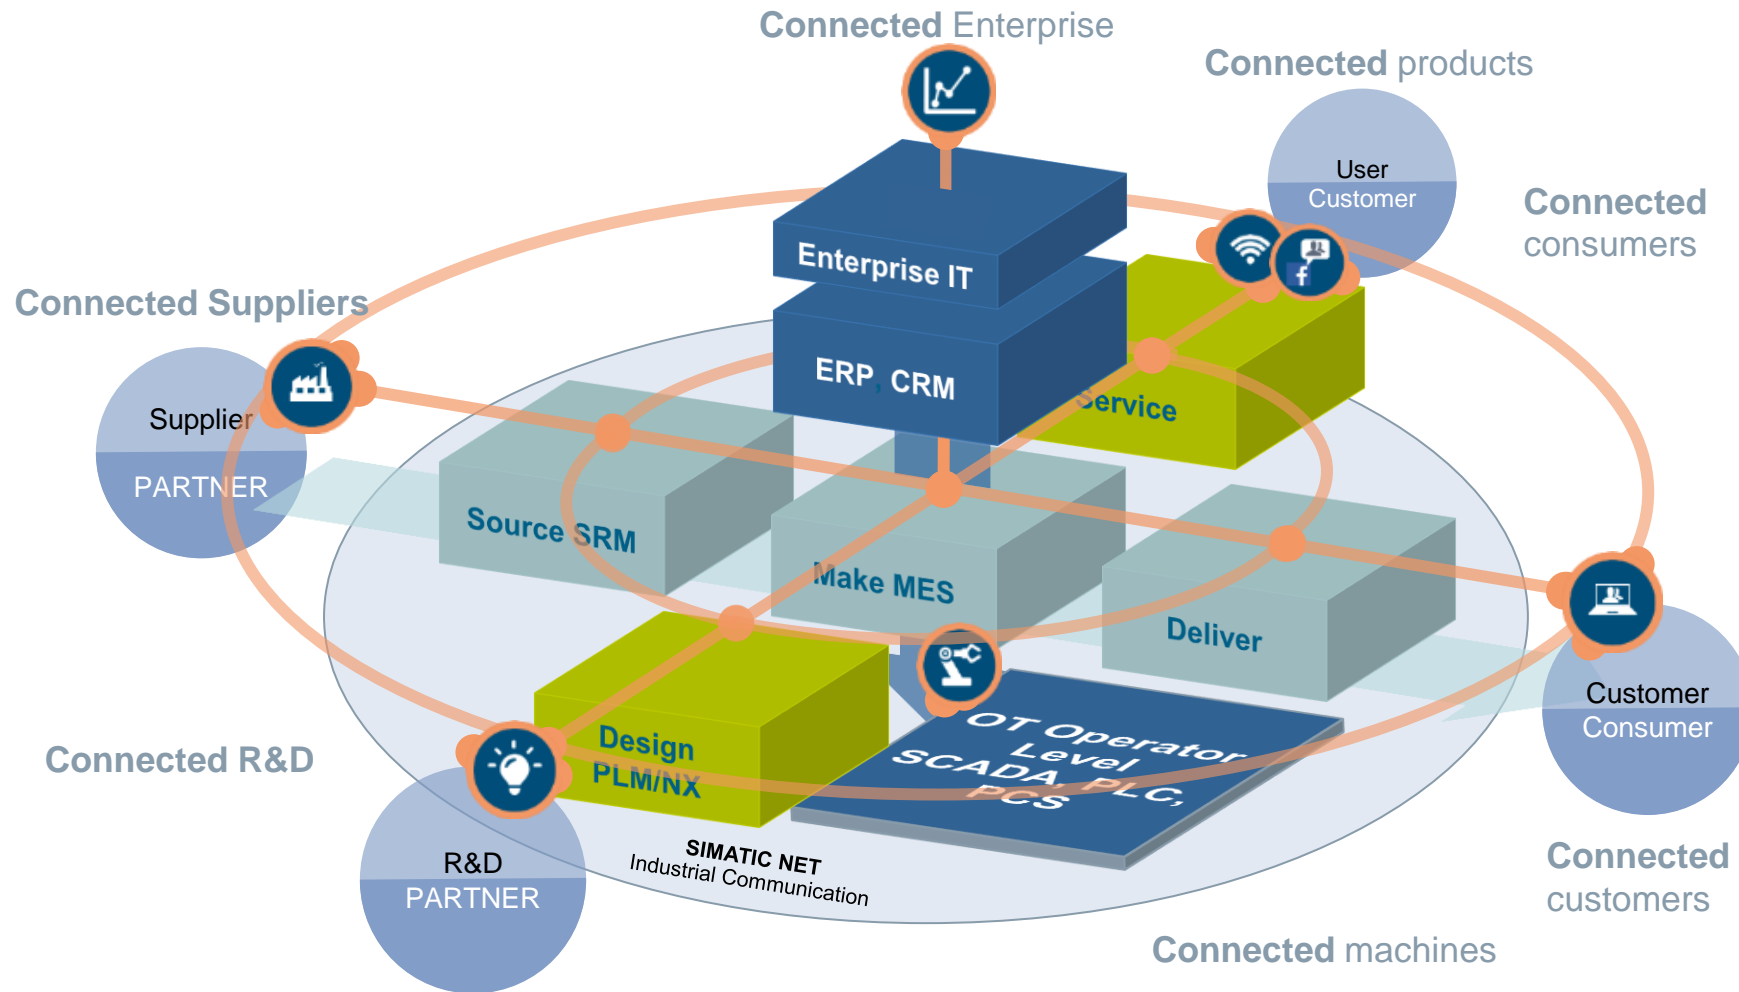 Connected Enterprise
Connected products
User
Customer
Connected
consumers
Enterprise IT
Connected Suppliers
ERP, CRM
Service
Supplier
PARTNER
Source SRM
Make MES
Deliver
Customer
Consumer
Design
PLM/NX
OT Operator
Level
SCADA, PLC,
PCS
Connected R&D
SIMATIC NET
Industrial Communication
R&D
PARTNER
Connected
customers
Connected machines